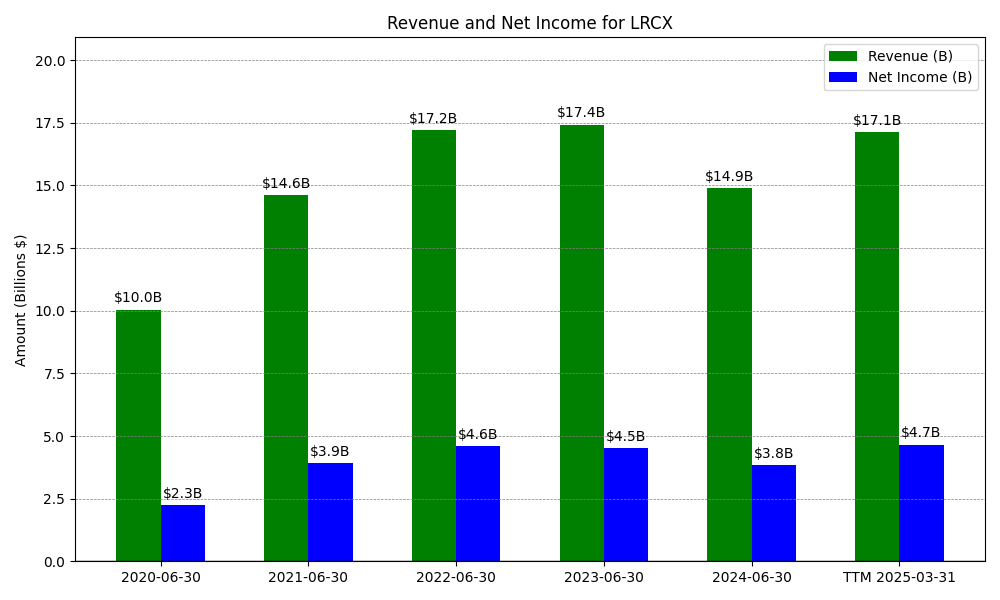 Revenue and Net Income for LRCX
Revenue (B)
Net Income (B)
Amount (Billions $)
20.0
17.5
15.0
12.5
10.0
7.5
5.0
2.5
0.0
$10.0B
$2.3B
$14.6B
$3.9B
$17.2B
$4.6B
$17.4B
$4.5B
$14.9B
$3.8B
$17.1B
$4.7B
2020-06-30
2021-06-30
2022-06-30
2023-06-30
2024-06-30
TTM 2025-03-31